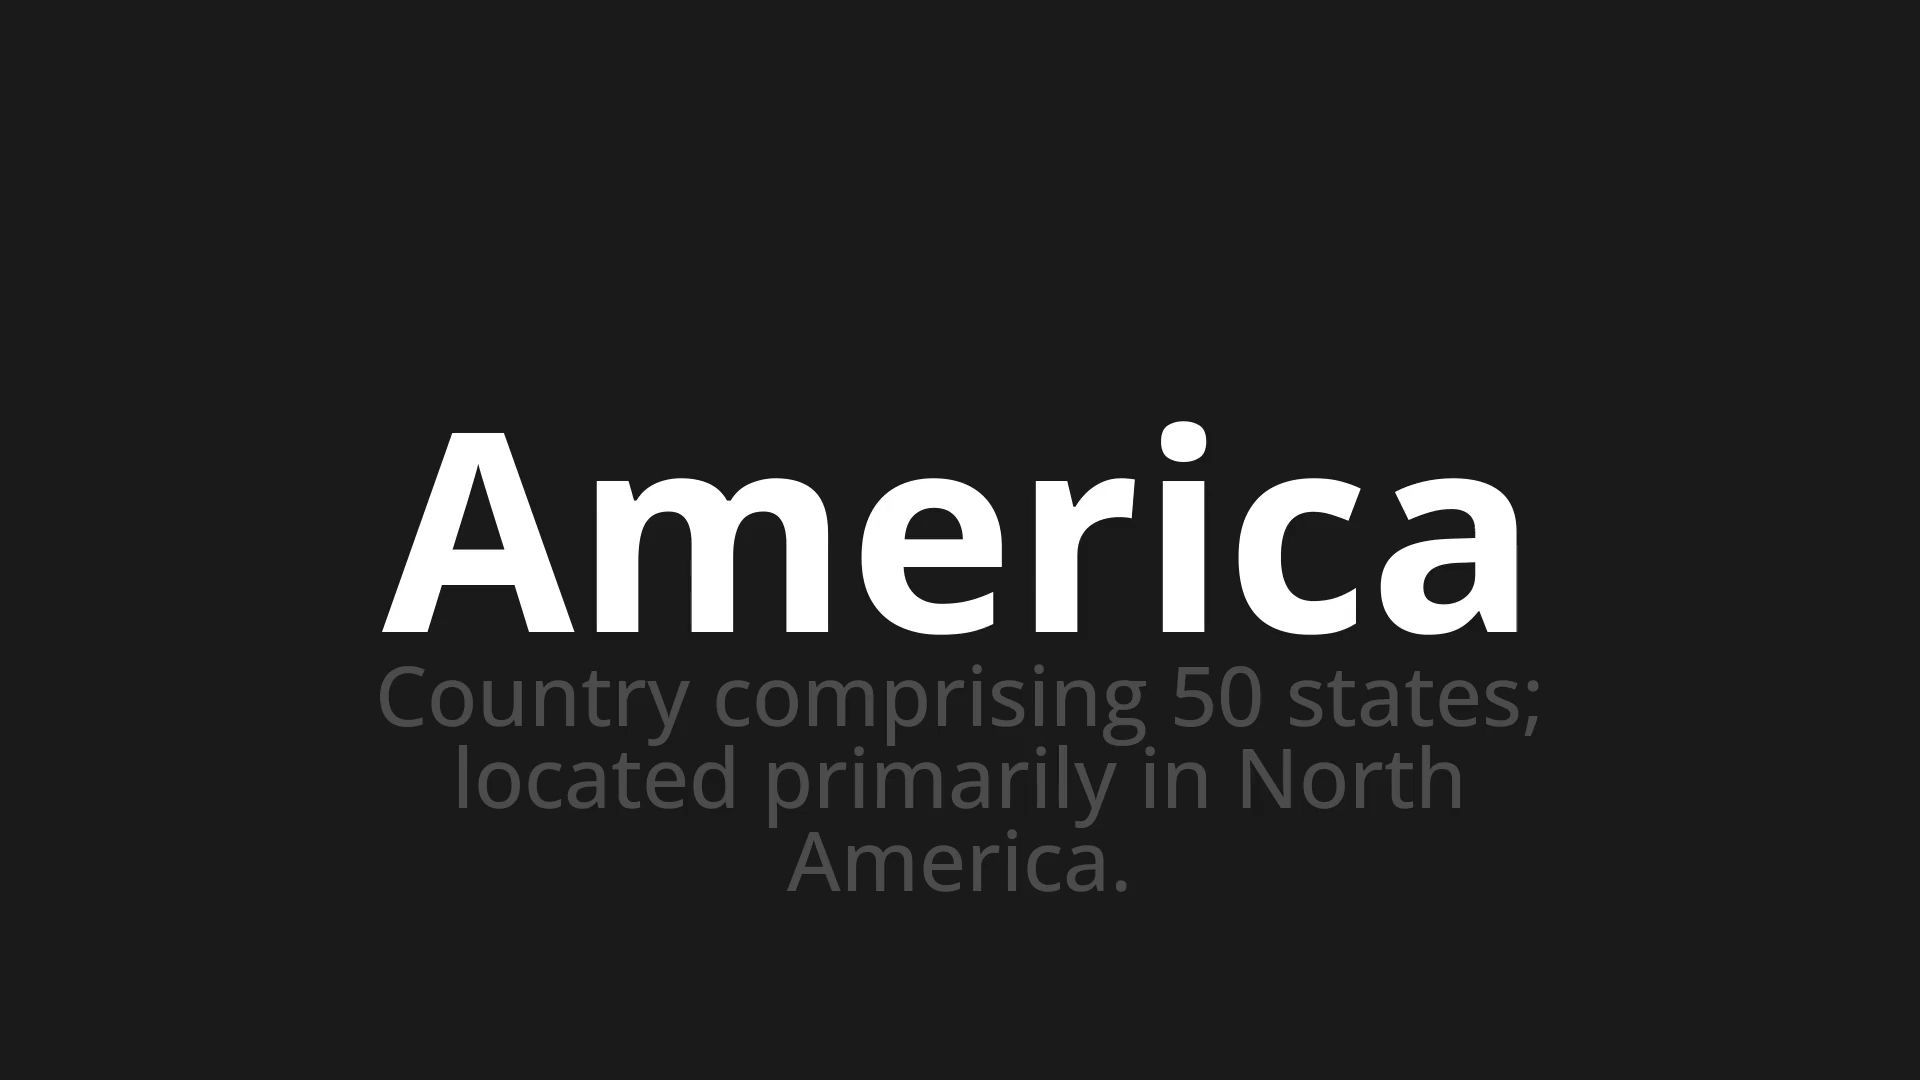 America
Country comprising 50 states;
located primarily in North
America.